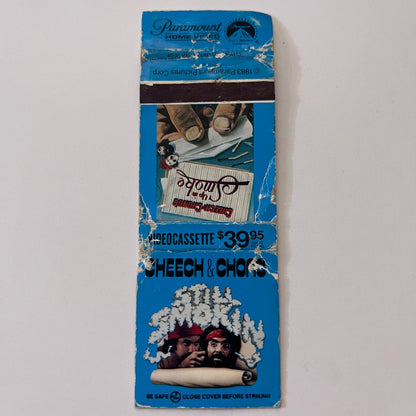 Paramount
HOME VIDEO
©1983 Paramount Pictures Corp.
Cheech & Chong's
Up in
Smoke
VIDEOCASSETTE $39.95
CHEECH & CHONG
STILL
SMOKIN
BE SAFE CLOSE COVER BEFORE STRIKING